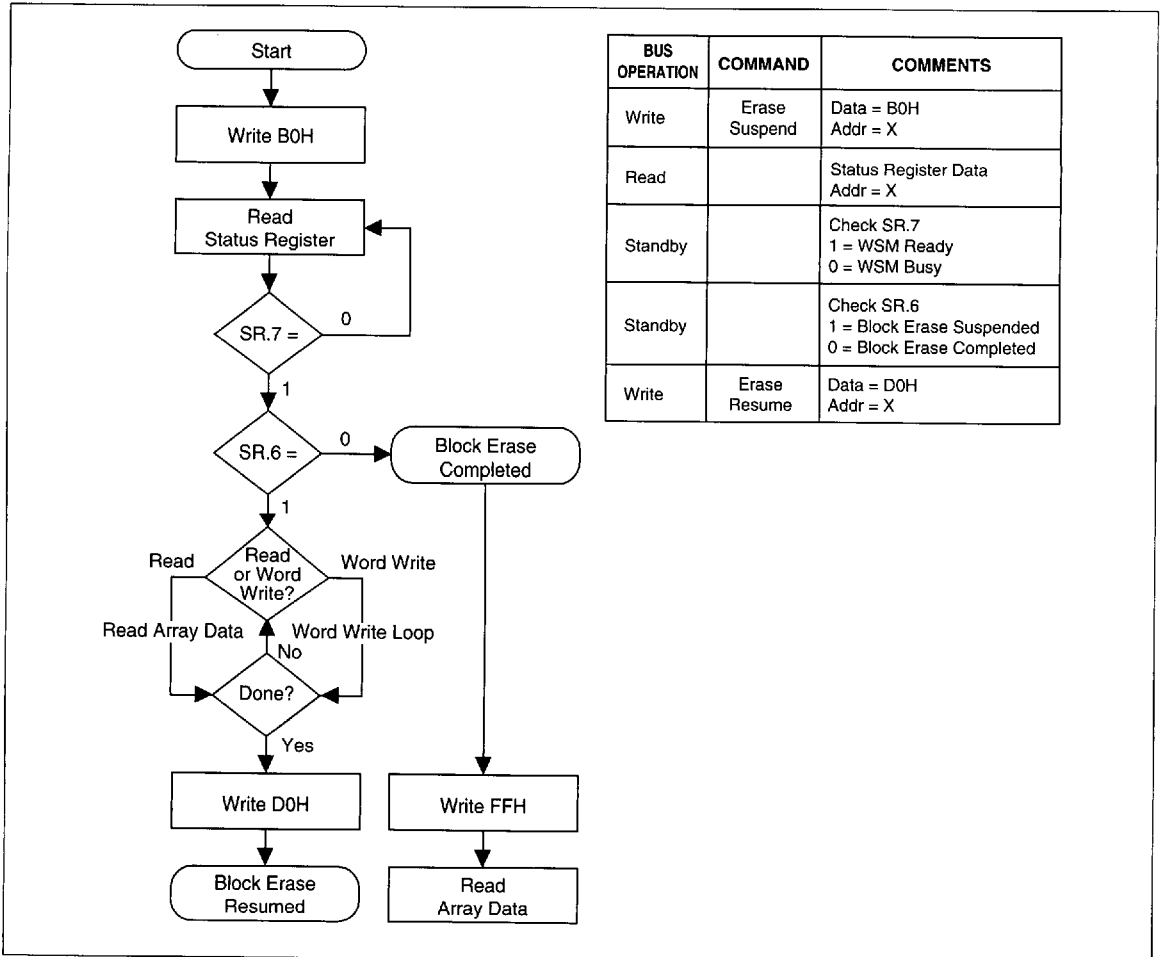 Start
Write B0H
Read
Status Register
SR.7 =
0
1
SR.6 =
0
Block Erase
Completed
1
Read
Read
or Word
Write?
Word Write
Read Array Data
Word Write Loop
No
Done?
Yes
Write D0H
Write FFH
Block Erase
Resumed
Read
Array Data
BUS
OPERATION
COMMAND
COMMENTS
Write
Erase
Suspend
Data = B0H
Addr = X
Read
Status Register Data
Addr = X
Standby
Check SR.7
1 = WSM Ready
0 = WSM Busy
Standby
Check SR.6
1 = Block Erase Suspended
0 = Block Erase Completed
Write
Erase
Resume
Data = D0H
Addr = X